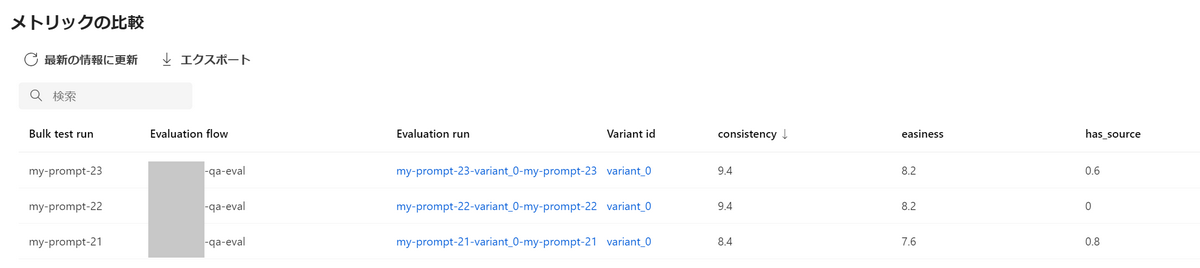 メトリックの比較
最新の情報に更新 エクスポート
検索
Bulk test run Evaluation flow Evaluation run Variant id consistency ↓ easiness has_source
my-prompt-23 -qa-eval my-prompt-23-variant_0-my-prompt-23 variant_0 9.4 8.2 0.6
my-prompt-22 -qa-eval my-prompt-22-variant_0-my-prompt-22 variant_0 9.4 8.2 0
my-prompt-21 -qa-eval my-prompt-21-variant_0-my-prompt-21 variant_0 8.4 7.6 0.8